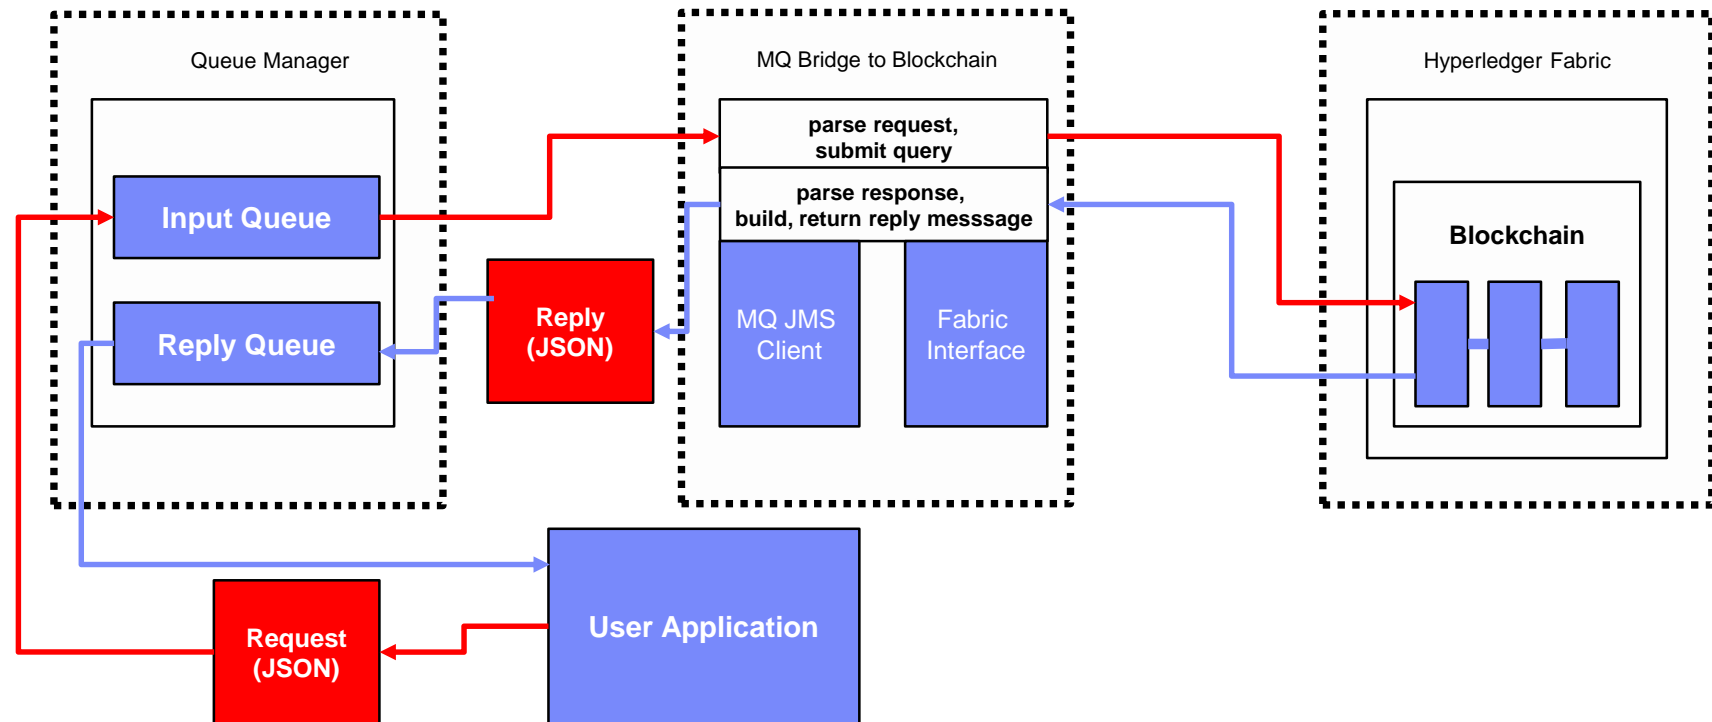 Queue Manager
MQ Bridge to Blockchain
Hyperledger Fabric
parse request,
submit query
parse response,
build, return reply messsage
Input Queue
Blockchain
Reply
(JSON)
MQ JMS
Client
Fabric
Interface
Reply Queue
User Application
Request
(JSON)